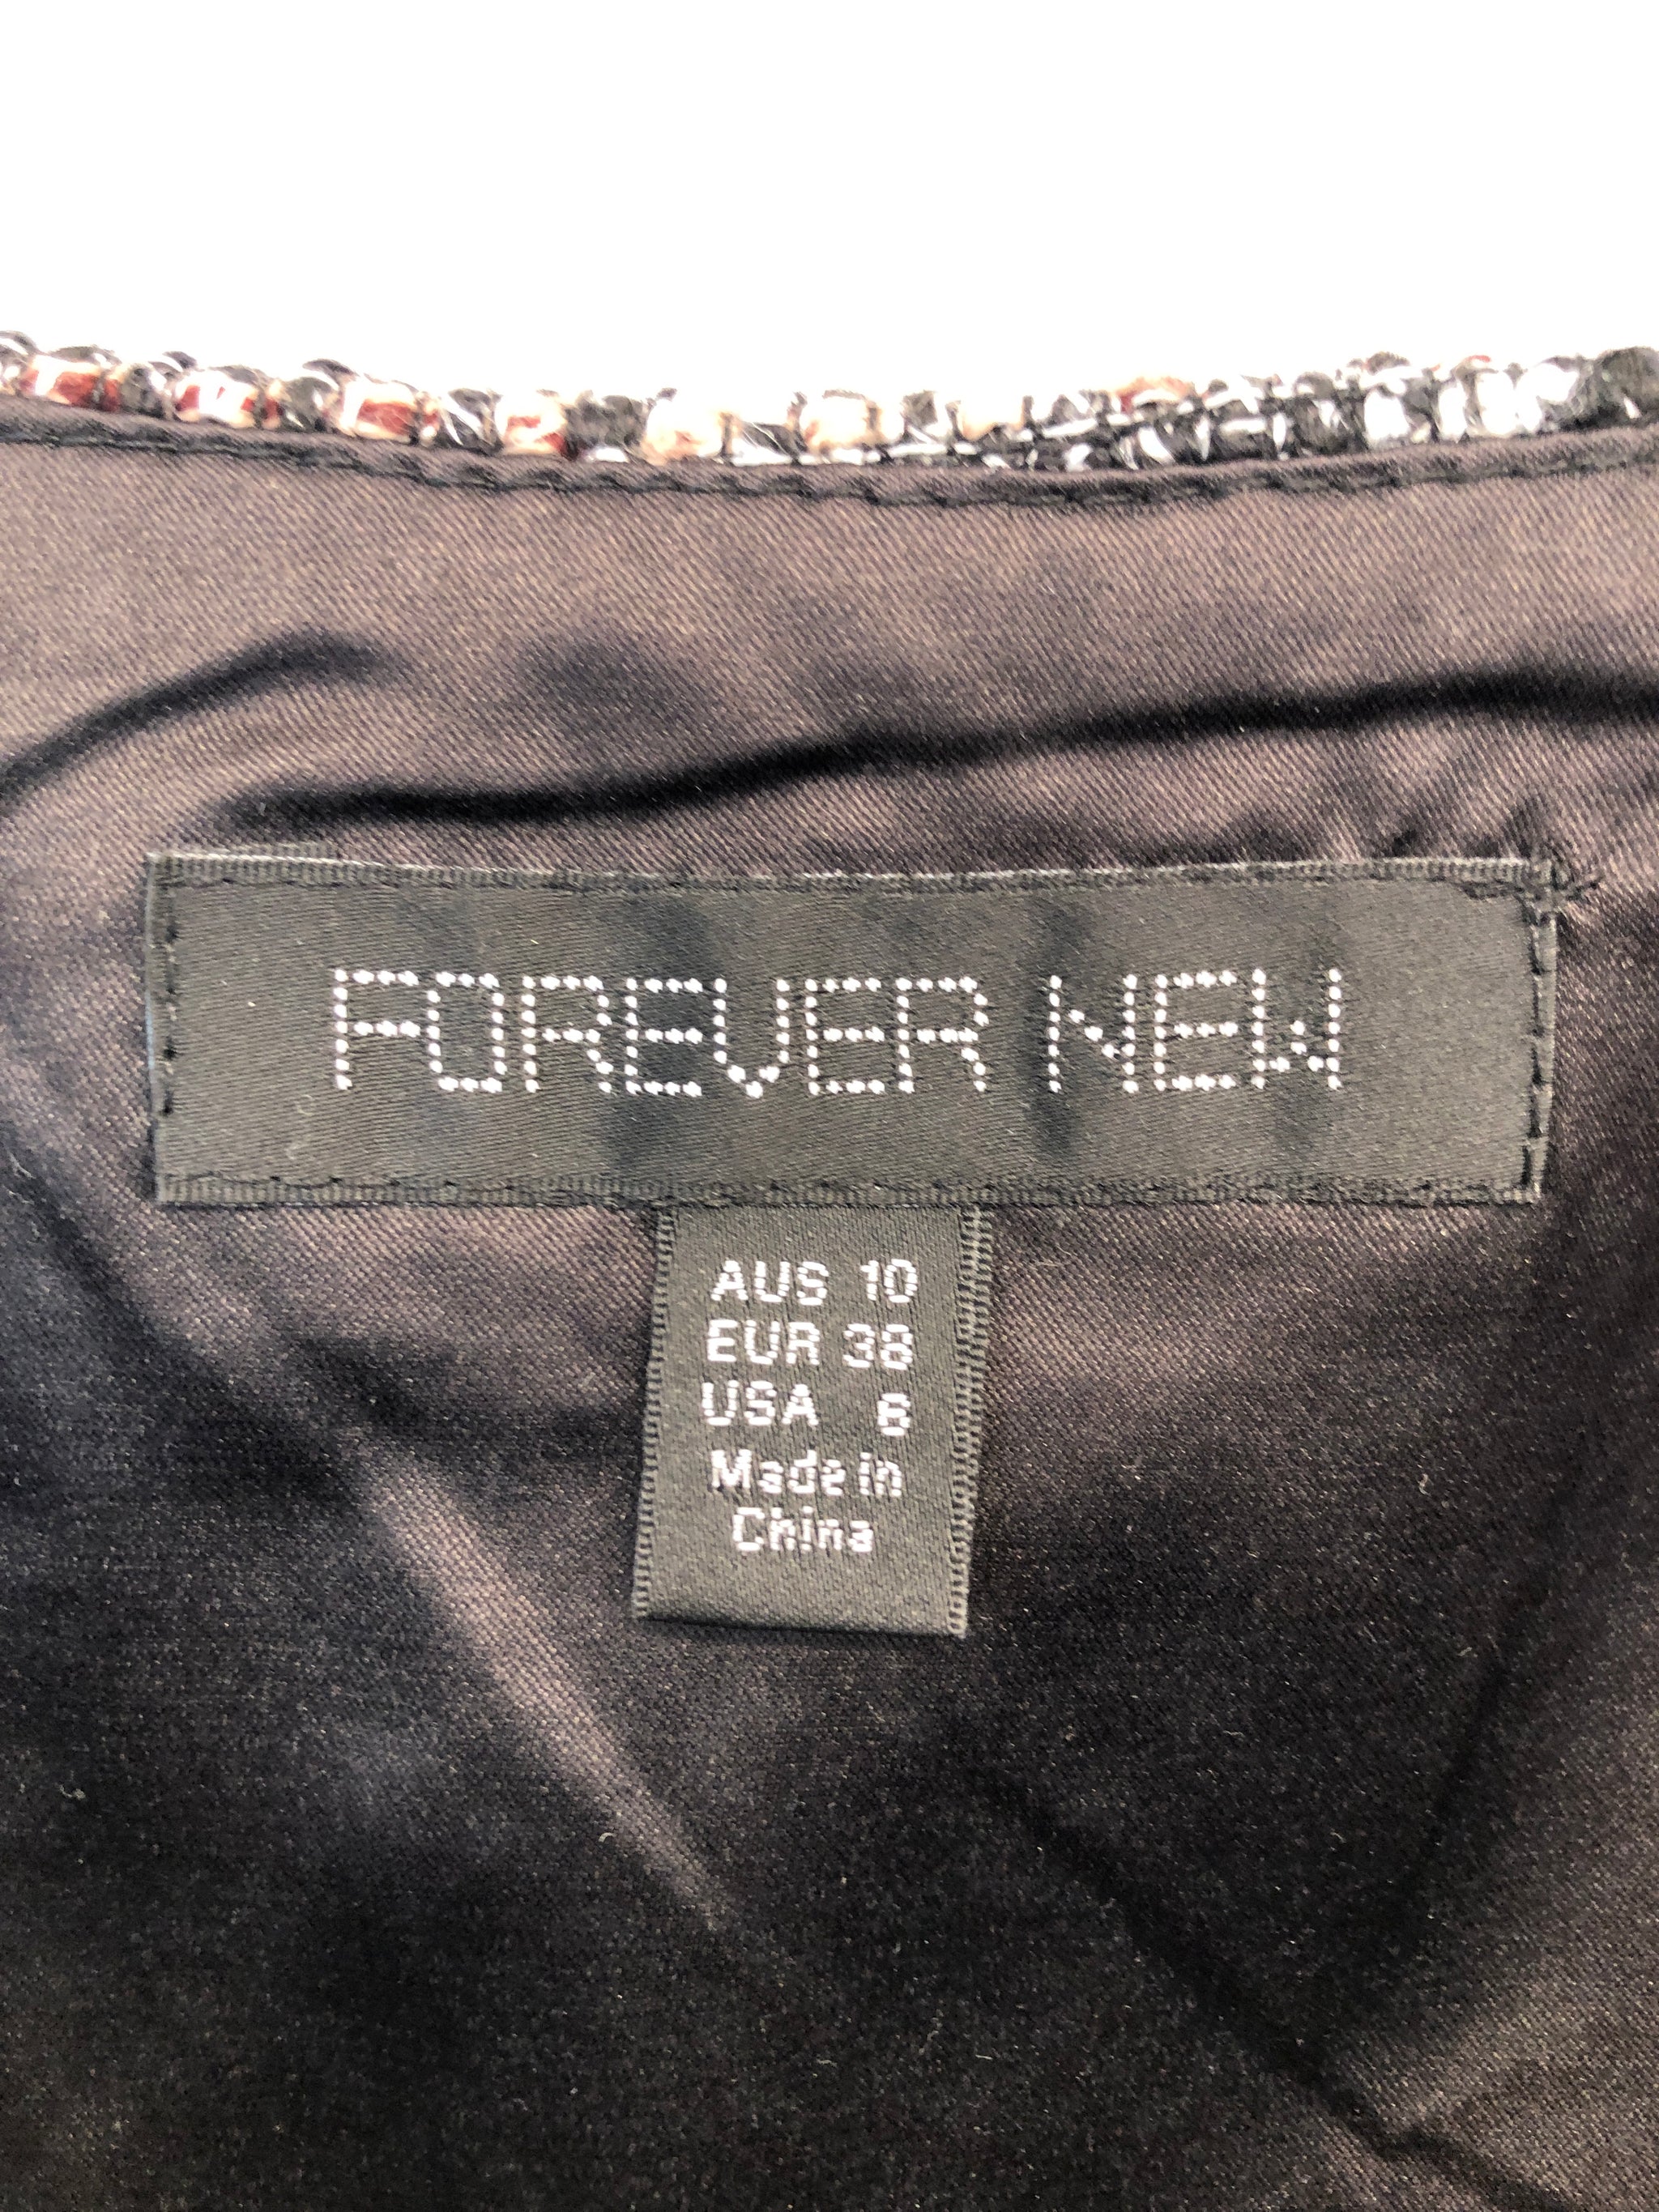 FOREVER NEW
AUS 10
EUR 38
USA 6
Made in
China